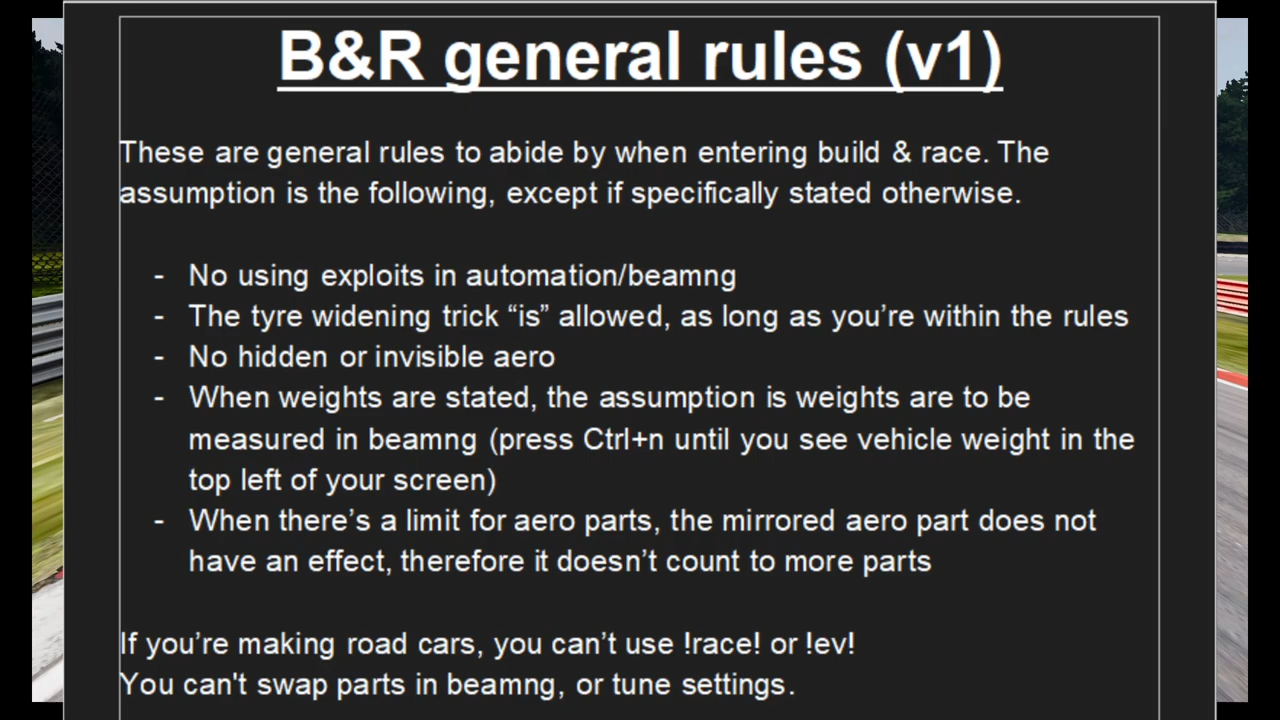 B&R general rules (v1)
These are general rules to abide by when entering build & race. The
assumption is the following, except if specifically stated otherwise.
- No using exploits in automation/beamng
- The tyre widening trick “is” allowed, as long as you’re within the rules
- No hidden or invisible aero
- When weights are stated, the assumption is weights are to be
measured in beamng (press Ctrl+n until you see vehicle weight in the
top left of your screen)
- When there’s a limit for aero parts, the mirrored aero part does not
have an effect, therefore it doesn’t count to more parts
If you’re making road cars, you can’t use !race! or !ev!
You can't swap parts in beamng, or tune settings.